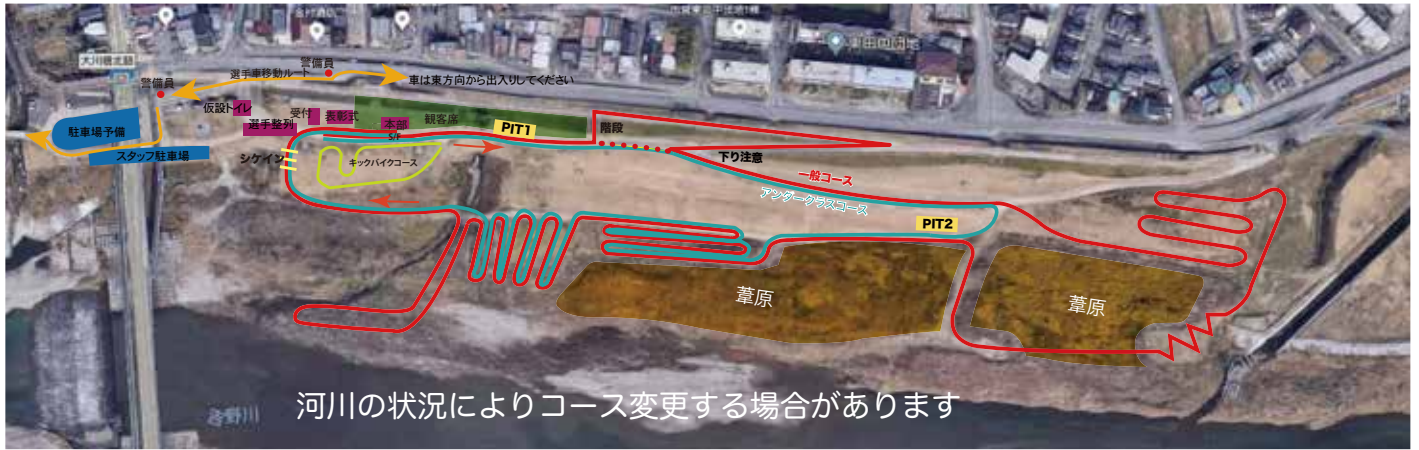 大川橋北詰
警備員
選手車移動ルート
警備員
車は東方向から出入りしてください
仮設トイレ
受付
表彰式
選手整列
本部
S/F
観客席
PIT1
階段
駐車場予備
スタッフ駐車場
シケイン
キックバイクコース
下り注意
一般コース
アンダークラスコース
PIT2
葦原
葦原
河川の状況によりコース変更する場合があります